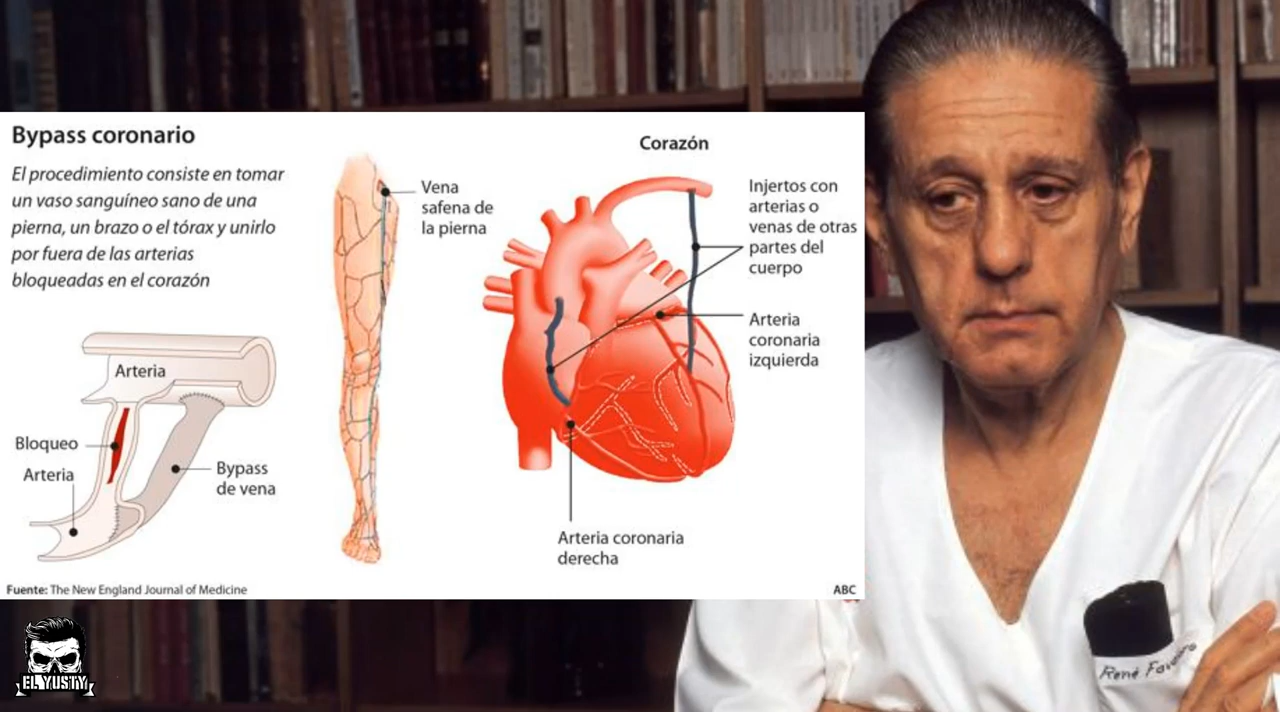 Bypass coronario
El procedimiento consiste en tomar
un vaso sanguíneo sano de una
pierna, un brazo o el tórax y unirlo
por fuera de las arterias
bloqueadas en el corazón
Arteria
Bloqueo
Arteria
Bypass
de vena
Vena
safena de
la pierna
Corazón
Injertos con
arterias o
venas de otras
partes del
cuerpo
Arteria
coronaria
izquierda
Arteria coronaria
derecha
Fuente: The New England Journal of Medicine
ABC
EL YUSTY
René